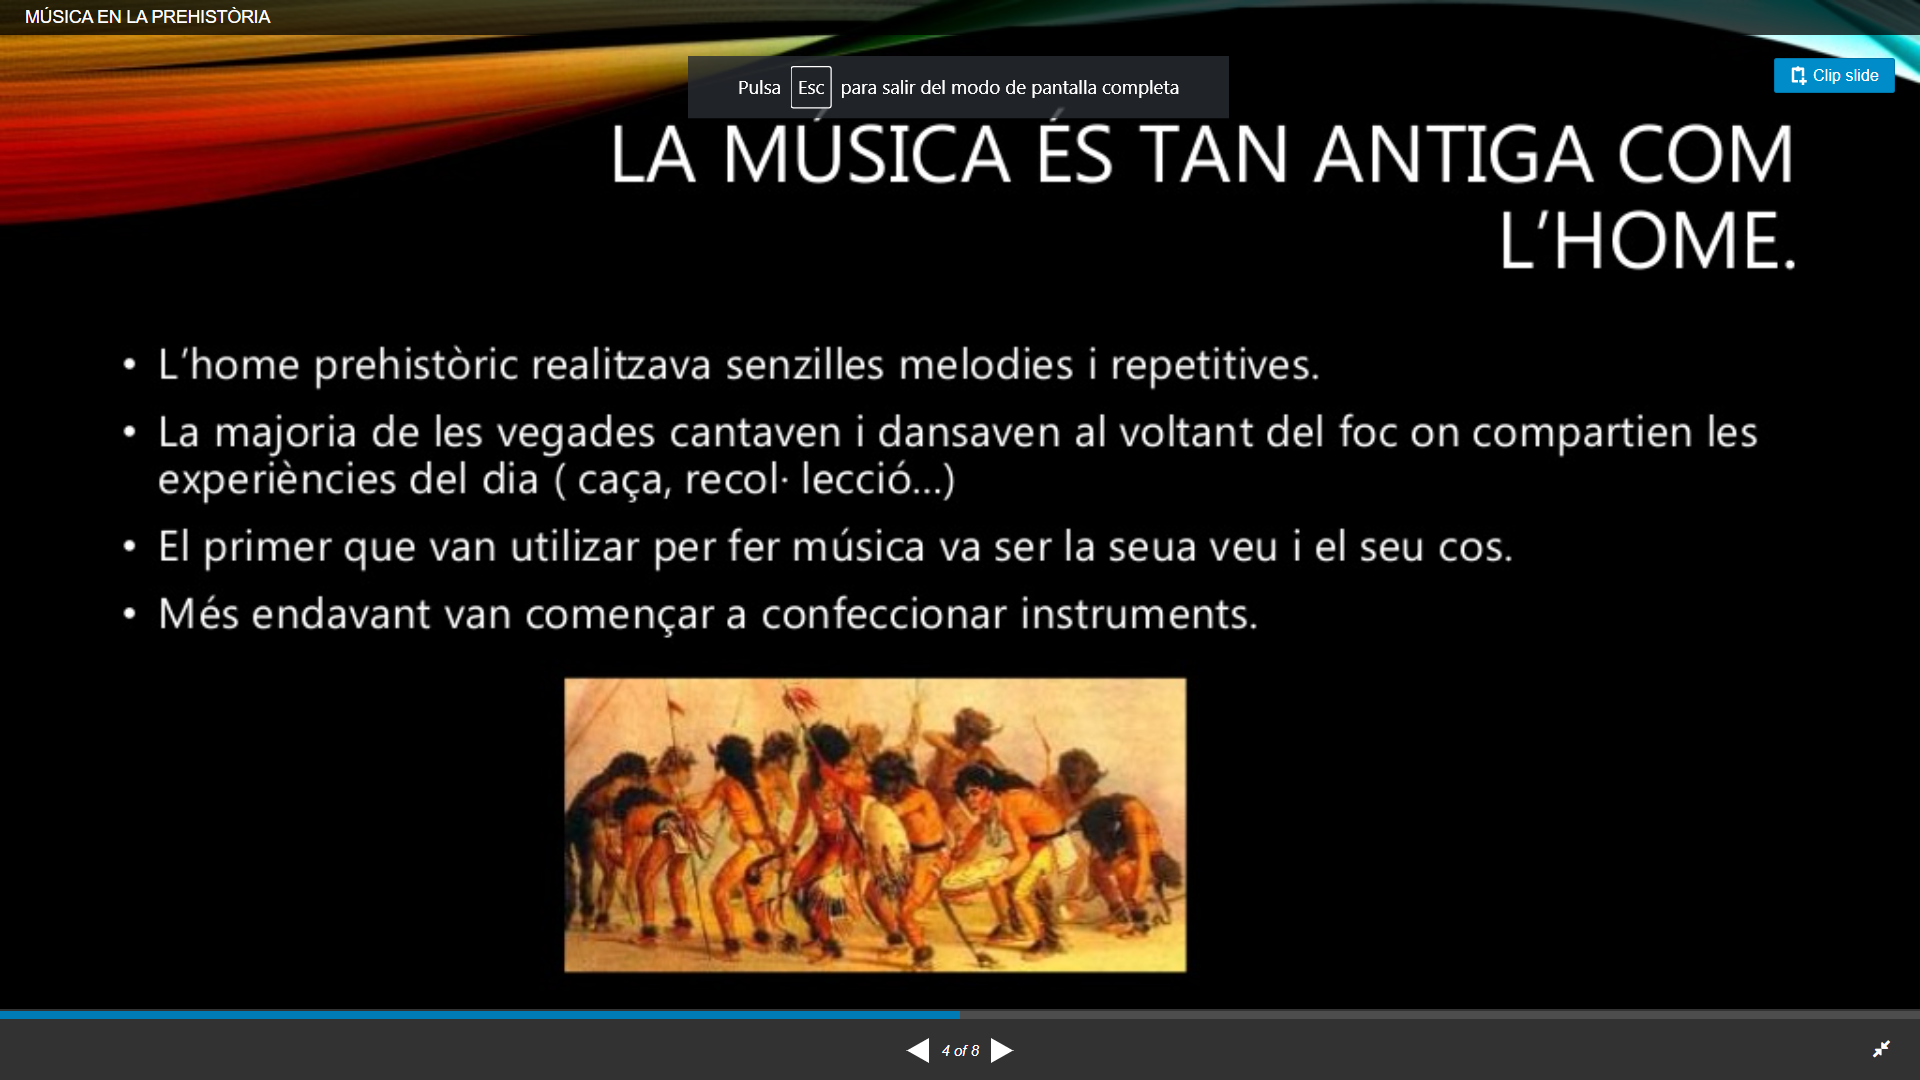 MÚSICA EN LA PREHISTÒRIA
Pulsa Esc para salir del modo de pantalla completa
Clip slide
LA MÚSICA ÉS TAN ANTIGA COM
L’HOME.
• L’home prehistòric realitzava senzilles melodies i repetitives.
• La majoria de les vegades cantaven i dansaven al voltant del foc on compartien les
experiències del dia ( caça, recol· lecció...)
• El primer que van utilizar per fer música va ser la seua veu i el seu cos.
• Més endavant van començar a confeccionar instruments.
4 of 8